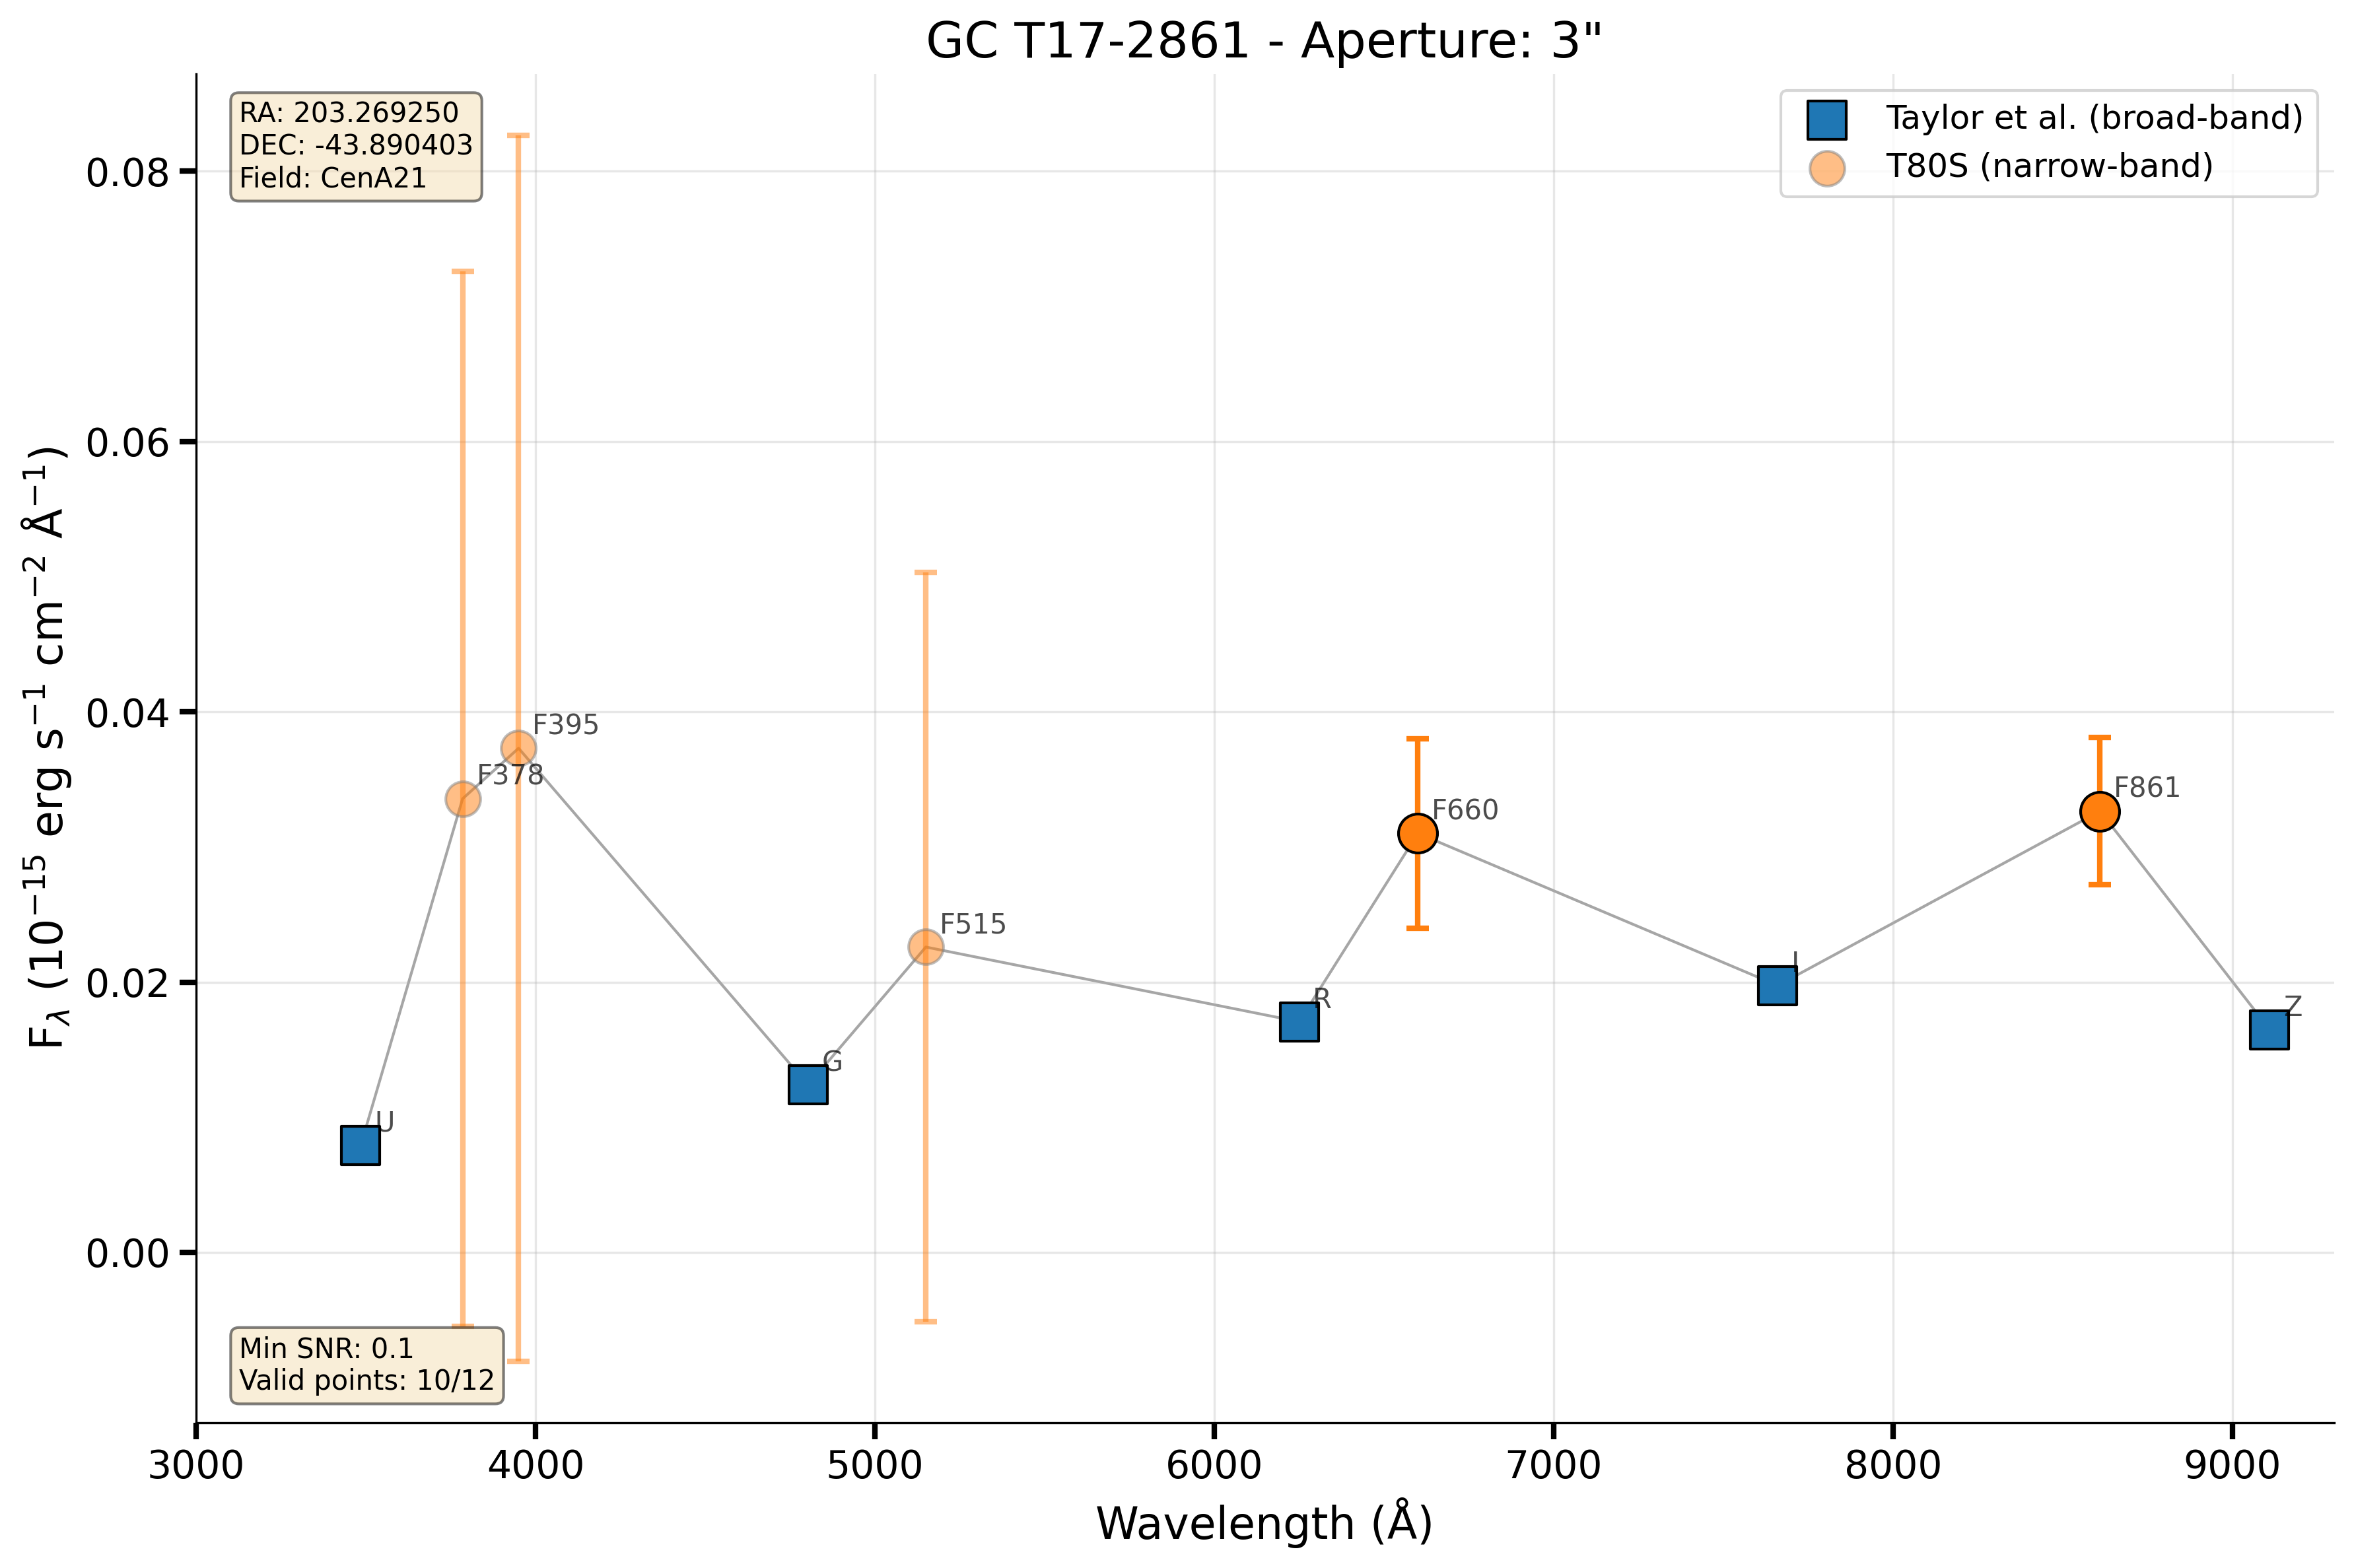 GC T17-2861 - Aperture: 3"
RA: 203.269250
DEC: -43.890403
Field: CenA21
Taylor et al. (broad-band)
T80S (narrow-band)
0.08
0.06
0.04
0.02
0.00
F_λ (10⁻¹⁵ erg s⁻¹ cm⁻² Å⁻¹)
F395
F378
F660
F861
F515
I
R
Z
G
U
Min SNR: 0.1
Valid points: 10/12
3000 4000 5000 6000 7000 8000 9000
Wavelength (Å)